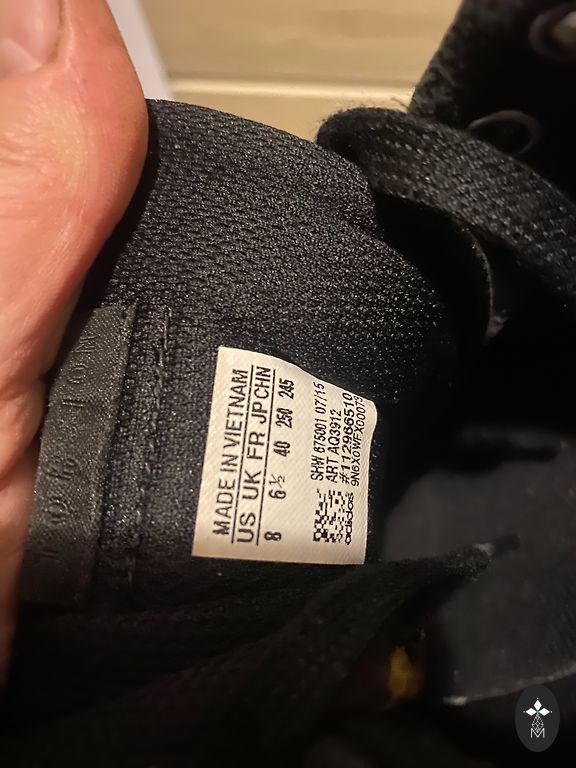 MADE IN VIETNAM
US UK FR JP CHN
8 6½ 40 250 245
SHW 675001 07/15
ART AQ3912
#112966510
adidas
M